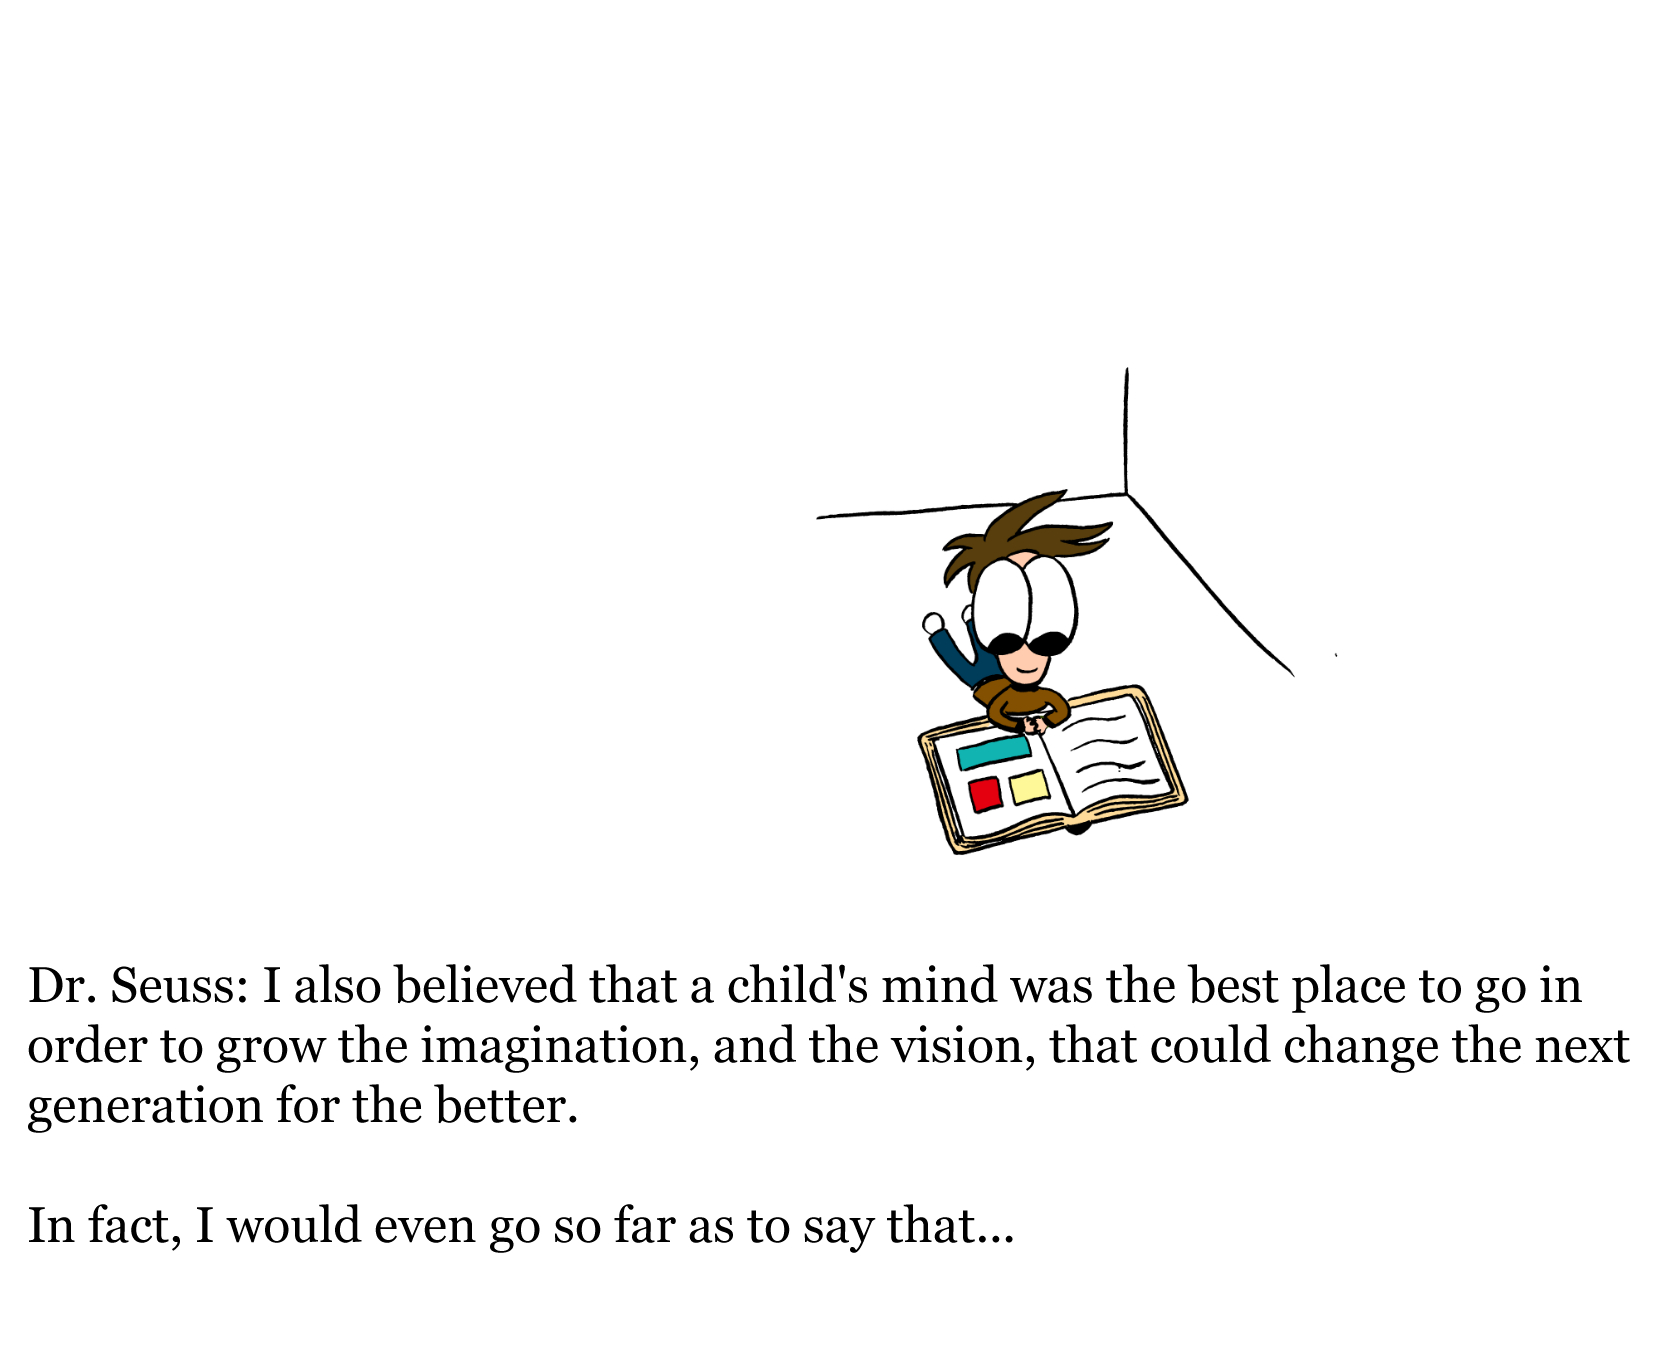 Dr. Seuss: I also believed that a child's mind was the best place to go in
order to grow the imagination, and the vision, that could change the next
generation for the better.
In fact, I would even go so far as to say that...